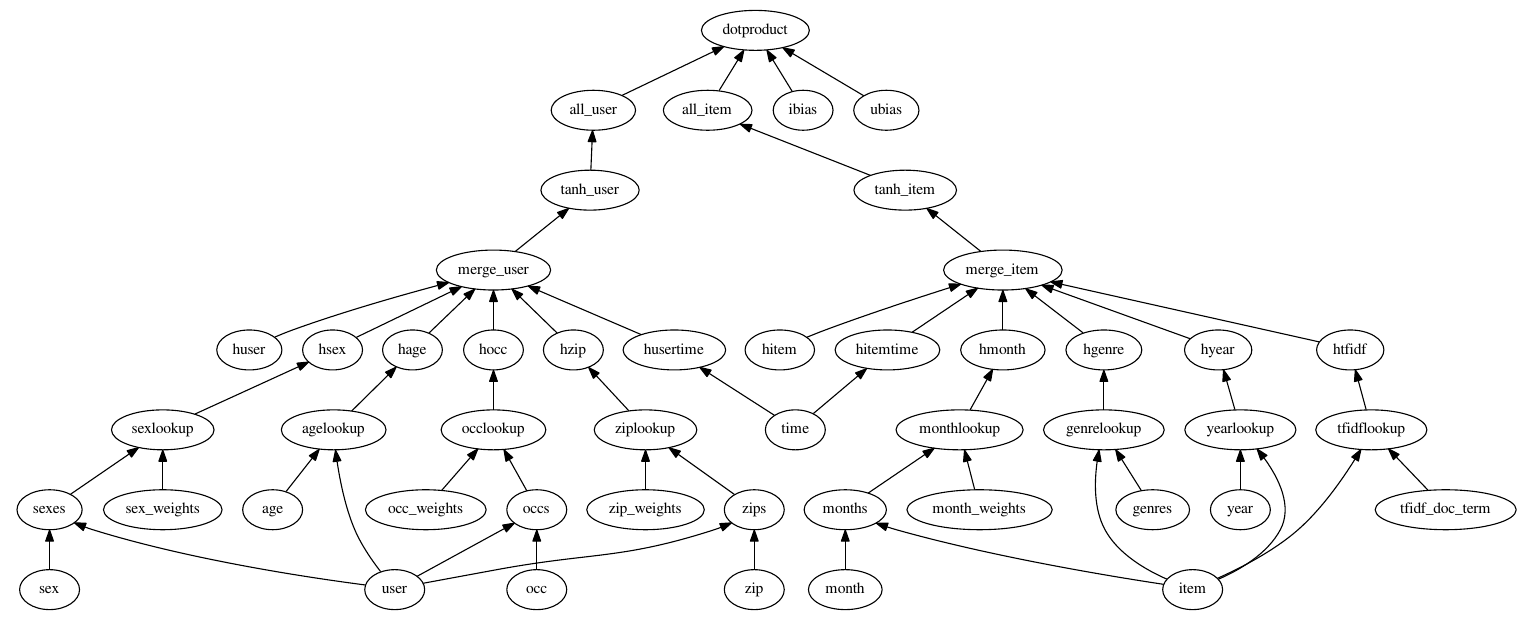 dotproduct
all_user
all_item
ibias
ubias
tanh_user
tanh_item
merge_user
merge_item
huser
hsex
hage
hocc
hzip
husertime
hitem
hitemtime
hmonth
hgenre
hyear
htfidf
sexlookup
agelookup
occlookup
ziplookup
time
monthlookup
genrelookup
yearlookup
tfidflookup
sexes
sex_weights
age
occ_weights
occs
zip_weights
zips
months
month_weights
genres
year
tfidf_doc_term
sex
user
occ
zip
month
item